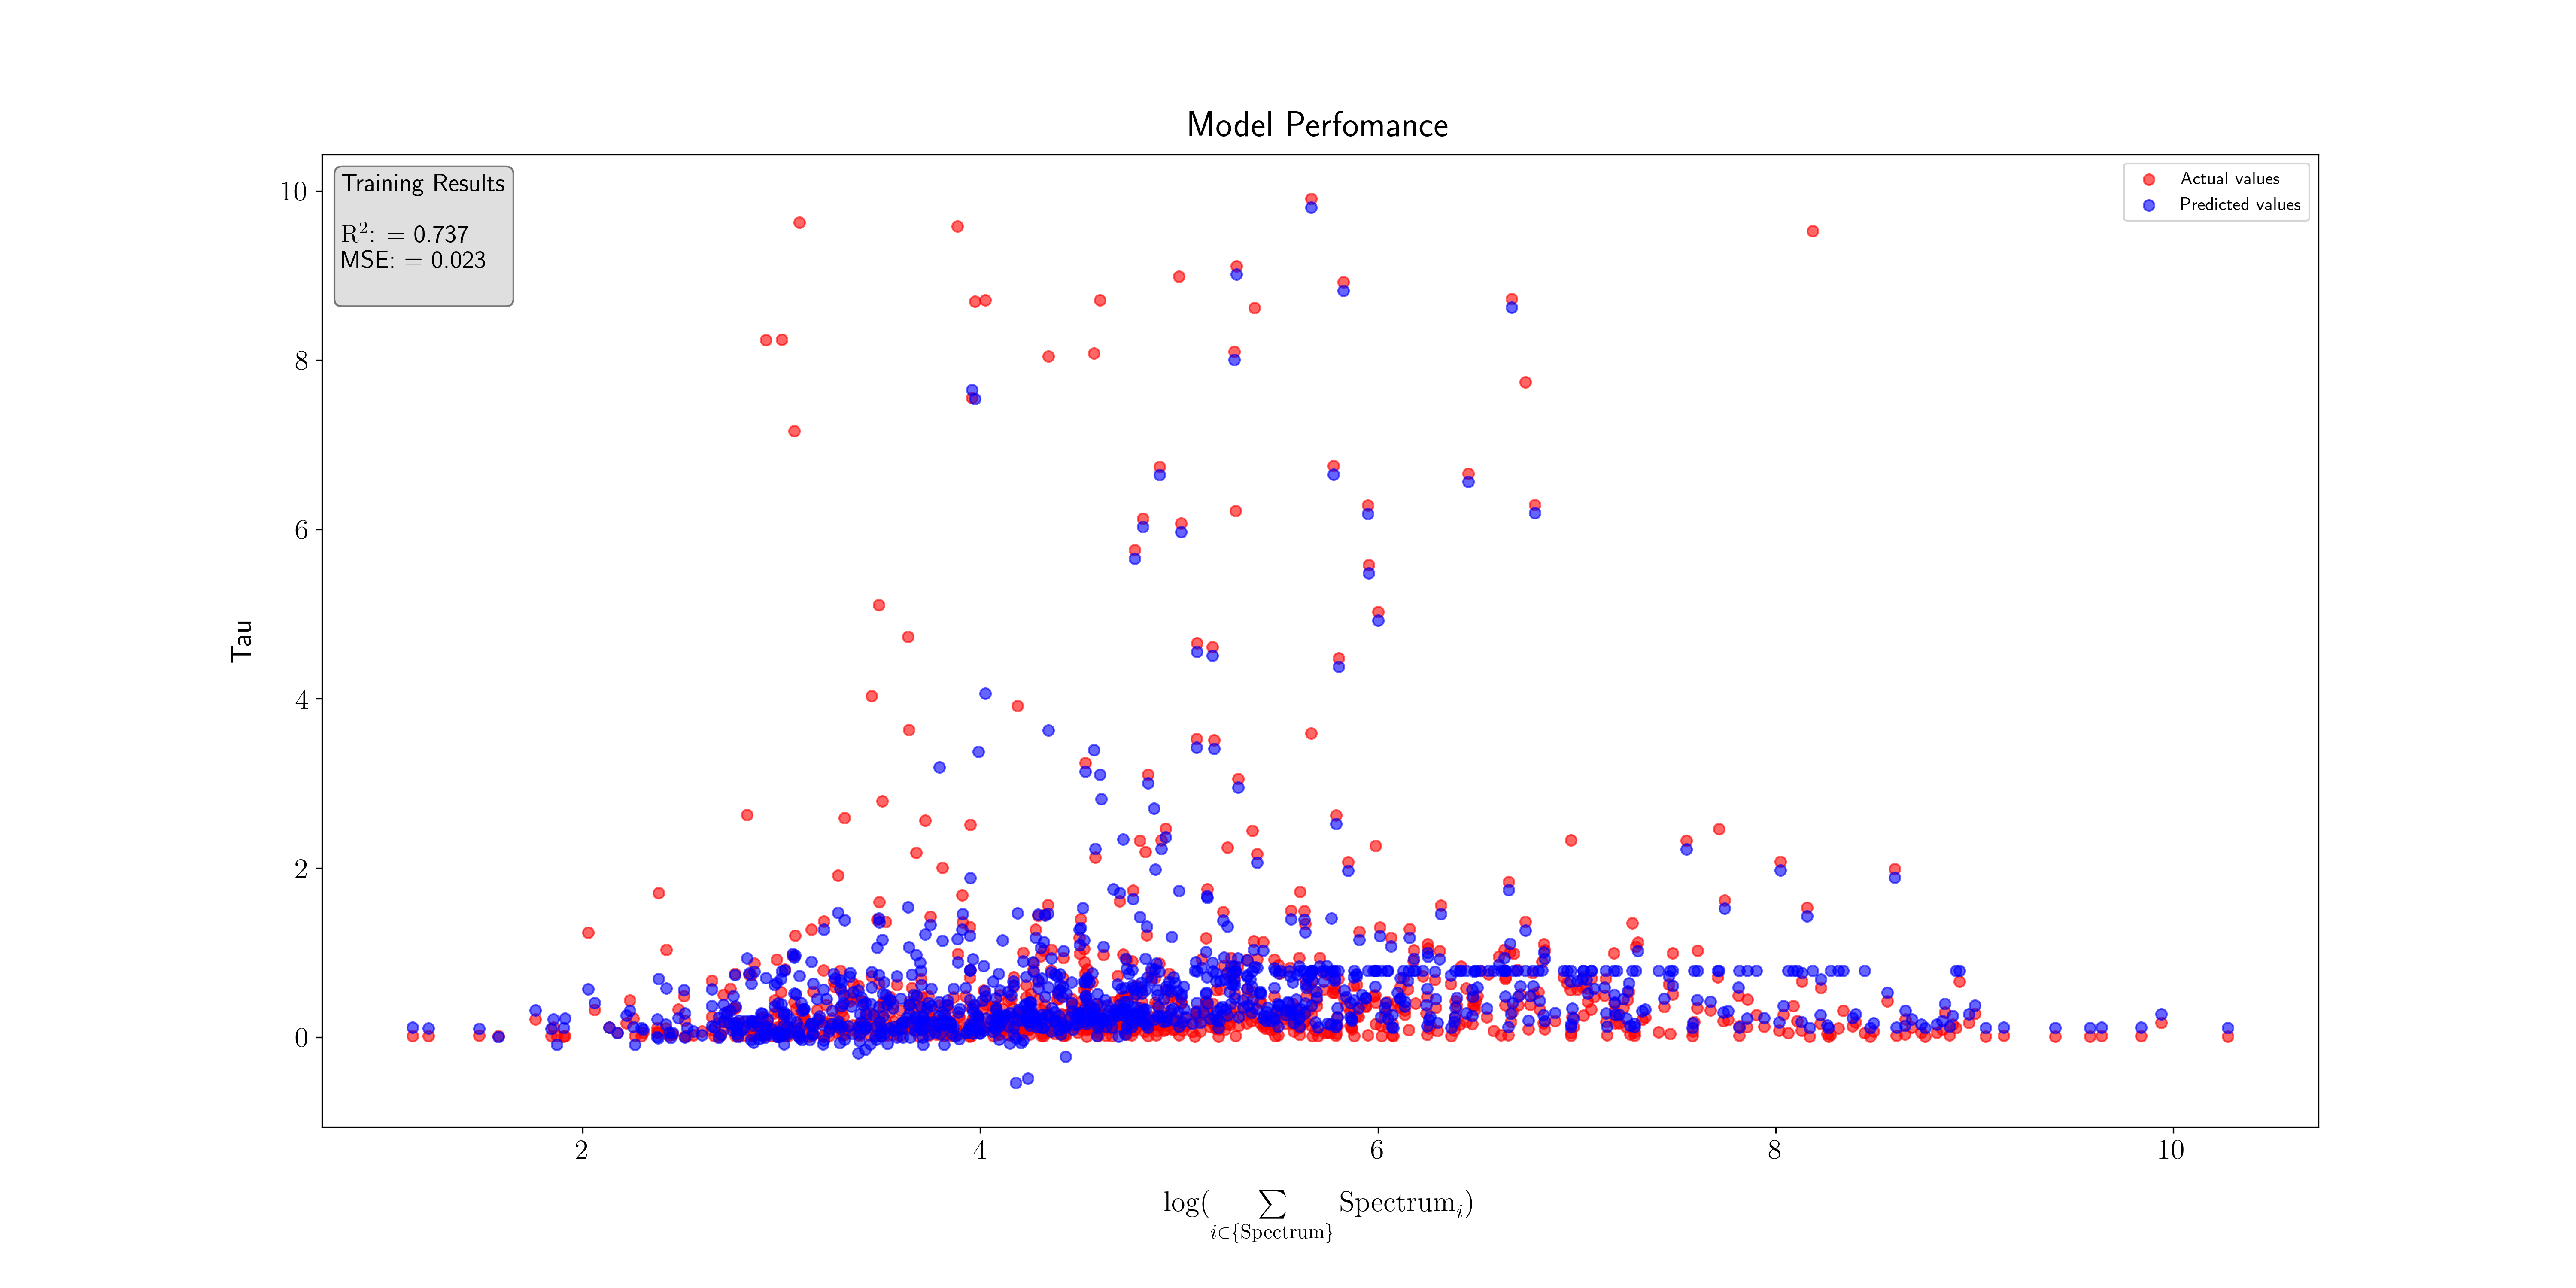 Model Perfomance
Training Results
R²: = 0.737
MSE: = 0.023
Actual values
Predicted values
10
8
6
4
2
0
Tau
2 4 6 8 10
log( ∑ Spectrumᵢ)
i∈{Spectrum}